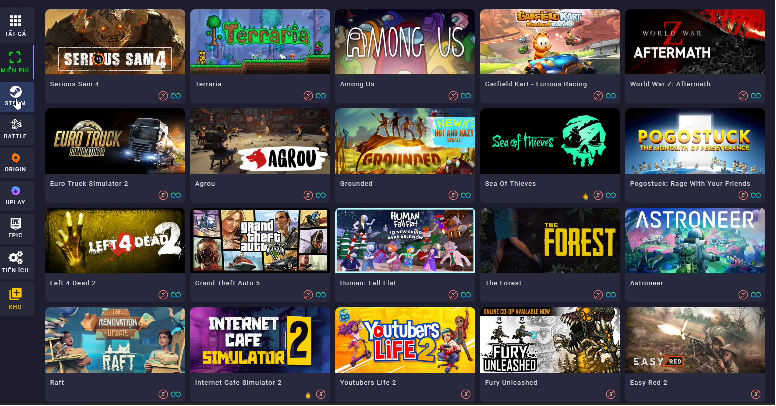 TẤT CẢ
MIỄN PHÍ
STEAM
BATTLE
ORIGIN
UPLAY
EPIC
TIỆN ÍCH
KHO
SERIOUS SAM 4
Terraria
AMONG US
GARFIELD KART
WORLD WAR Z
AFTERMATH
Serious Sam 4
Terraria
Among Us
Garfield Kart - Furious Racing
World War Z: Aftermath
EURO TRUCK
SIMULATOR 2
AGROU
NEW
HOT AND HAZY
UPDATE
GROUNDED
Sea of Thieves
POGOSTUCK
THE MONOLITH OF PERSEVERANCE
Euro Truck Simulator 2
Agrou
Grounded
Sea Of Thieves
Pogostuck: Rage With Your Friends
LEFT 4 DEAD 2
grand
theft
auto
HUMAN
fall flat
THE
FOREST
ASTRONEER
Left 4 Dead 2
Grand Theft Auto 5
Human: Fall Flat
The Forest
Astroneer
THE
RENOVATION
UPDATE
RAFT
INTERNET
CAFE
SIMULATOR 2
Youtubers
Life 2
ONLINE CO-OP AVAILABLE NOW
FURY
UNLEASHED
EASY RED 2
Raft
Internet Cafe Simulator 2
Youtubers Life 2
Fury Unleashed
Easy Red 2